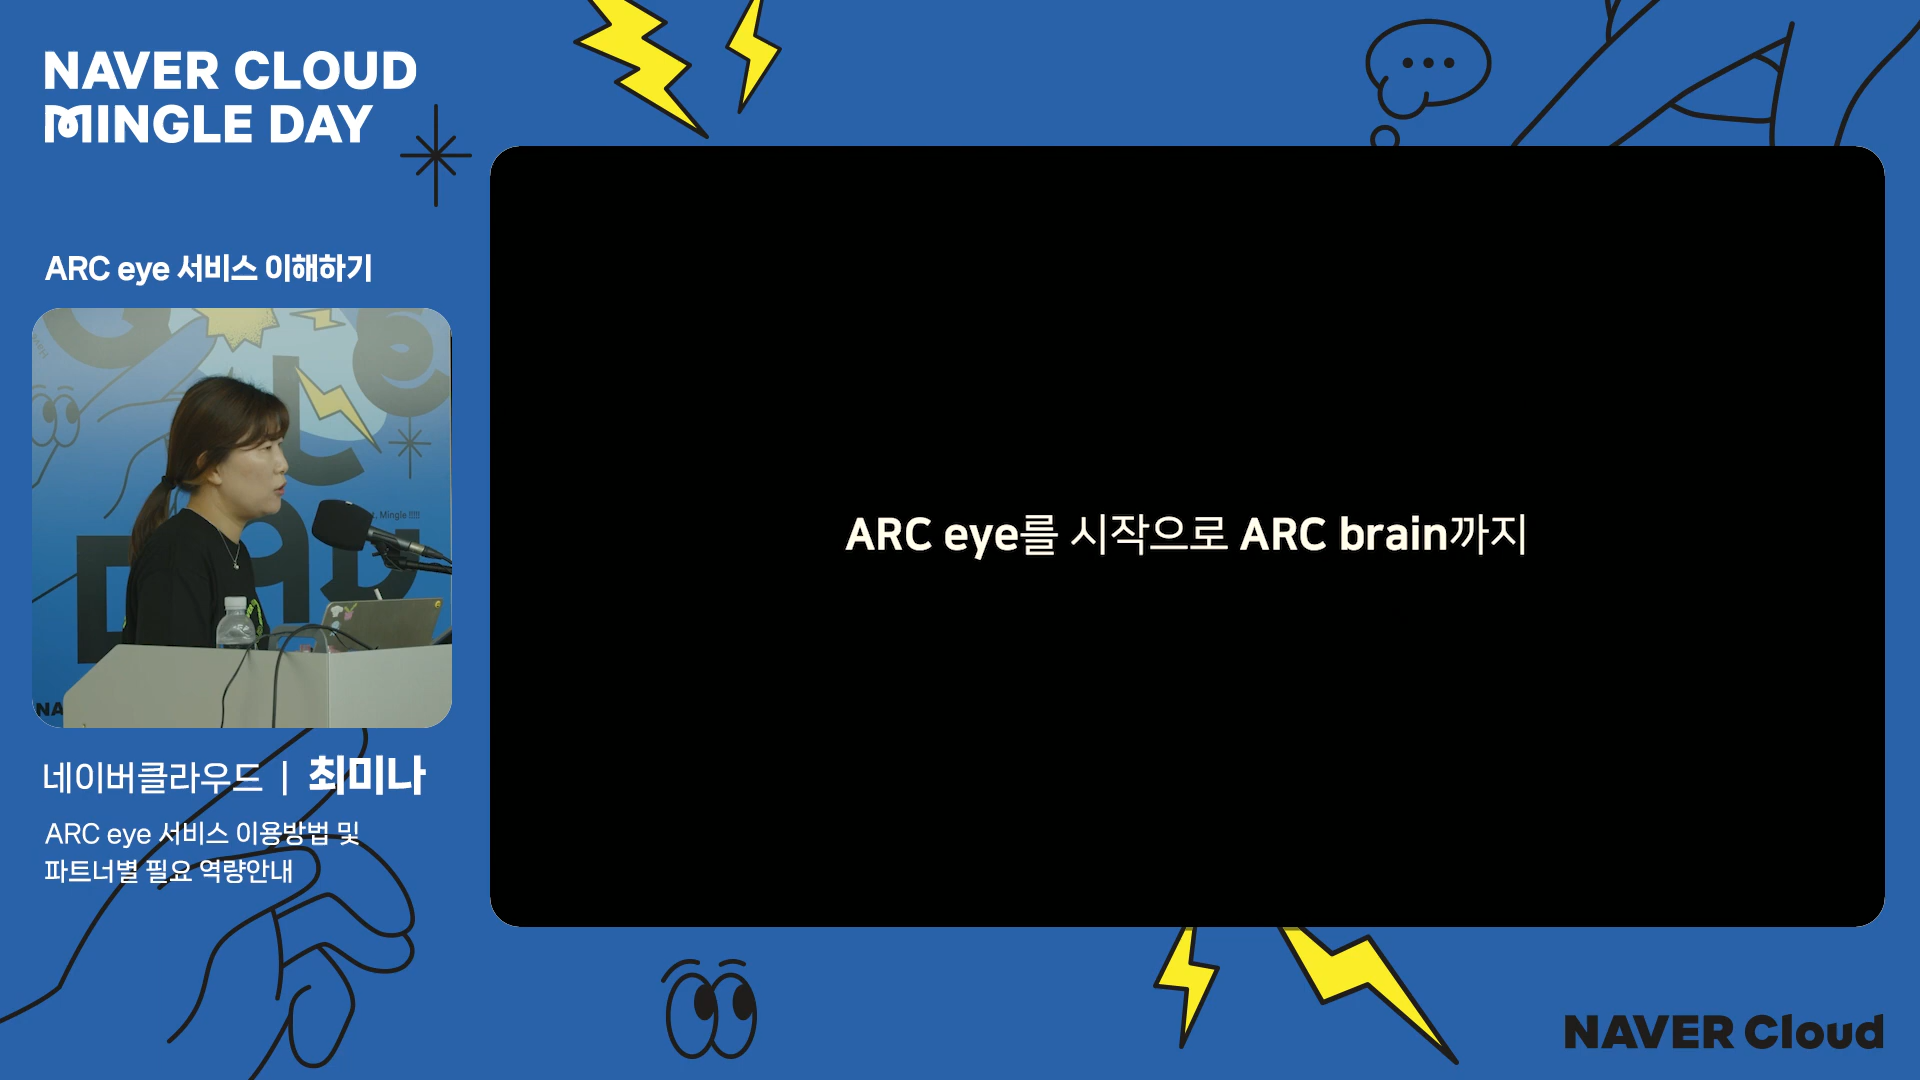 NAVER CLOUD
MINGLE DAY
ARC eye 서비스 이해하기
, Mingle !!!!!
NA
네이버클라우드 | 최미나
ARC eye 서비스 이용방법 및
파트너별 필요 역량안내
ARC eye를 시작으로 ARC brain까지
NAVER Cloud